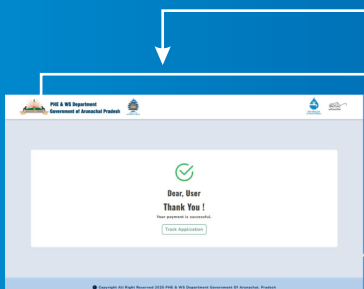 PHE & WS Department
Government of Arunachal Pradesh
Dear, User
Thank You !
Your payment is successful.
Track Application
Copyright All Right Reserved 2025 PHE & WS Department Government Of Arunachal, Pradesh